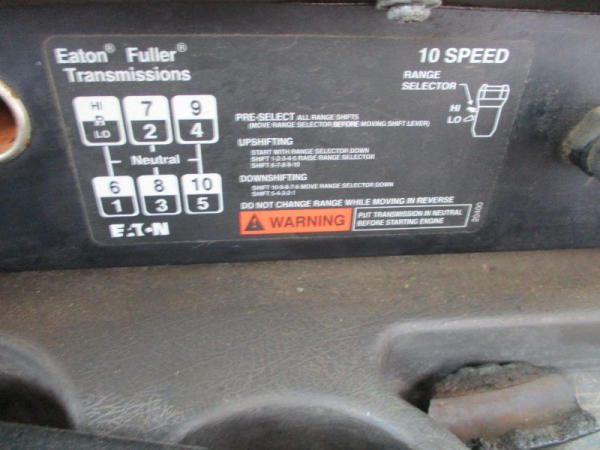 Eaton® Fuller®
Transmissions
10 SPEED
RANGE
SELECTOR
HI
LO
HI
R
LO
7
2
9
4
Neutral
6
1
8
3
10
5
EATON
PRE-SELECT ALL RANGE SHIFTS
(MOVE RANGE SELECTOR BEFORE MOVING SHIFT LEVER)
UPSHIFTING
START WITH RANGE SELECTOR DOWN
SHIFT 1-2-3-4-5 RAISE RANGE SELECTOR
SHIFT 6-7-8-9-10
DOWNSHIFTING
SHIFT 10-9-8-7-6 MOVE RANGE SELECTOR DOWN
SHIFT 5-4-3-2-1
DO NOT CHANGE RANGE WHILE MOVING IN REVERSE
WARNING
PUT TRANSMISSION IN NEUTRAL
BEFORE STARTING ENGINE